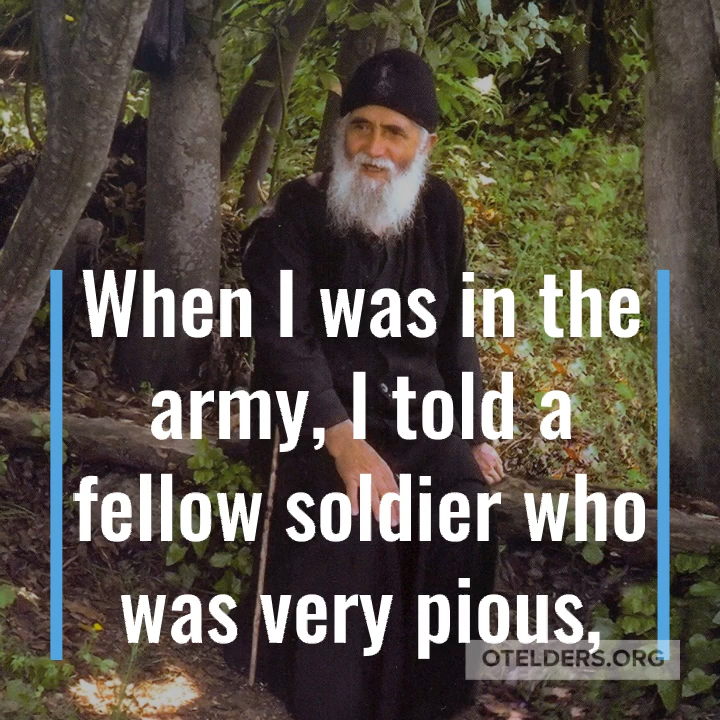 When I was in the
army, I told a
fellow soldier who
was very pious,
OTELDERS.ORG